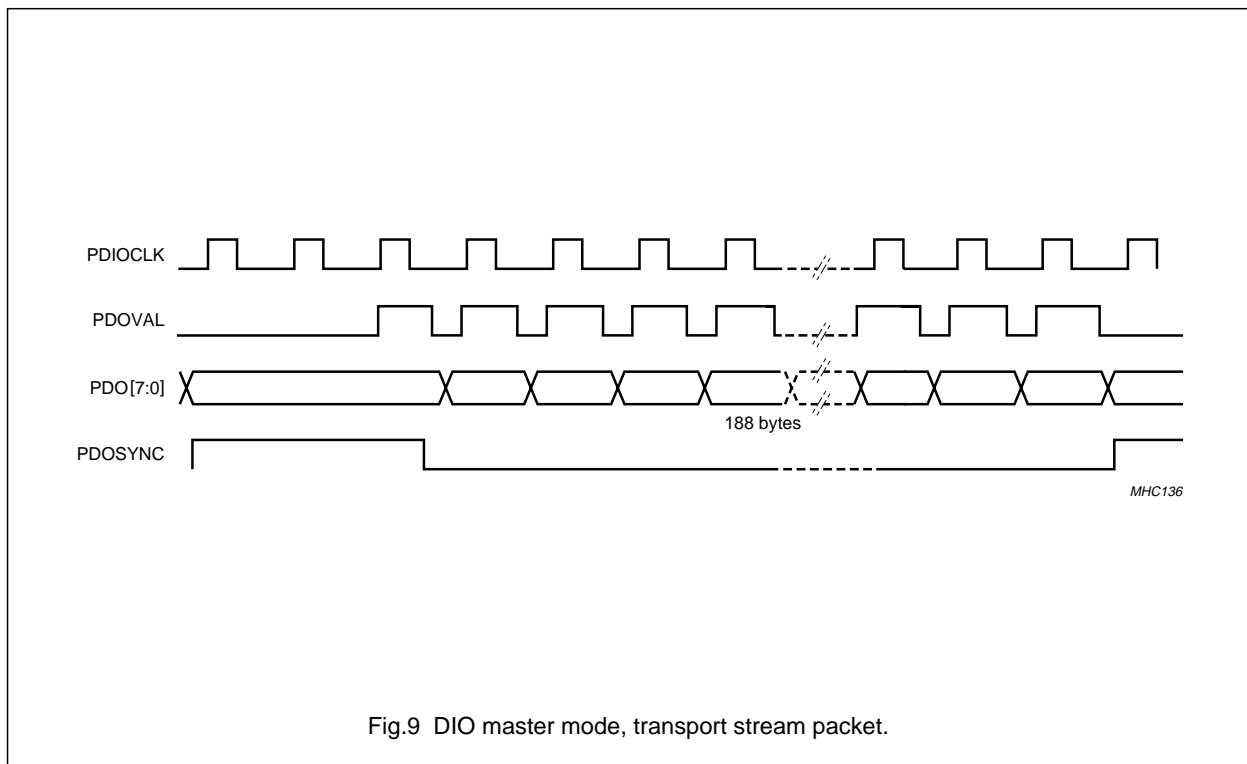 PDIOCLK
PDOVAL
PDO[7:0]
188 bytes
PDOSYNC
MHC136
Fig.9 DIO master mode, transport stream packet.